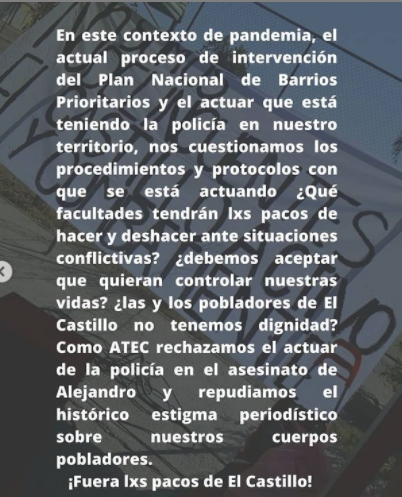 En este contexto de pandemia, el
actual proceso de intervención
del Plan Nacional de Barrios
Prioritarios y el actuar que está
teniendo la policía en nuestro
territorio, nos cuestionamos los
procedimientos y protocolos con
que se está actuando ¿Qué
facultades tendrán lxs pacos de
hacer y deshacer ante situaciones
conflictivas? ¿debemos aceptar
que quieran controlar nuestras
vidas? ¿las y los pobladores de El
Castillo no tenemos dignidad?
Como ATEC rechazamos el actuar
de la policía en el asesinato de
Alejandro y repudiamos el
histórico estigma periodístico
sobre nuestros cuerpos
pobladores.
¡Fuera lxs pacos de El Castillo!